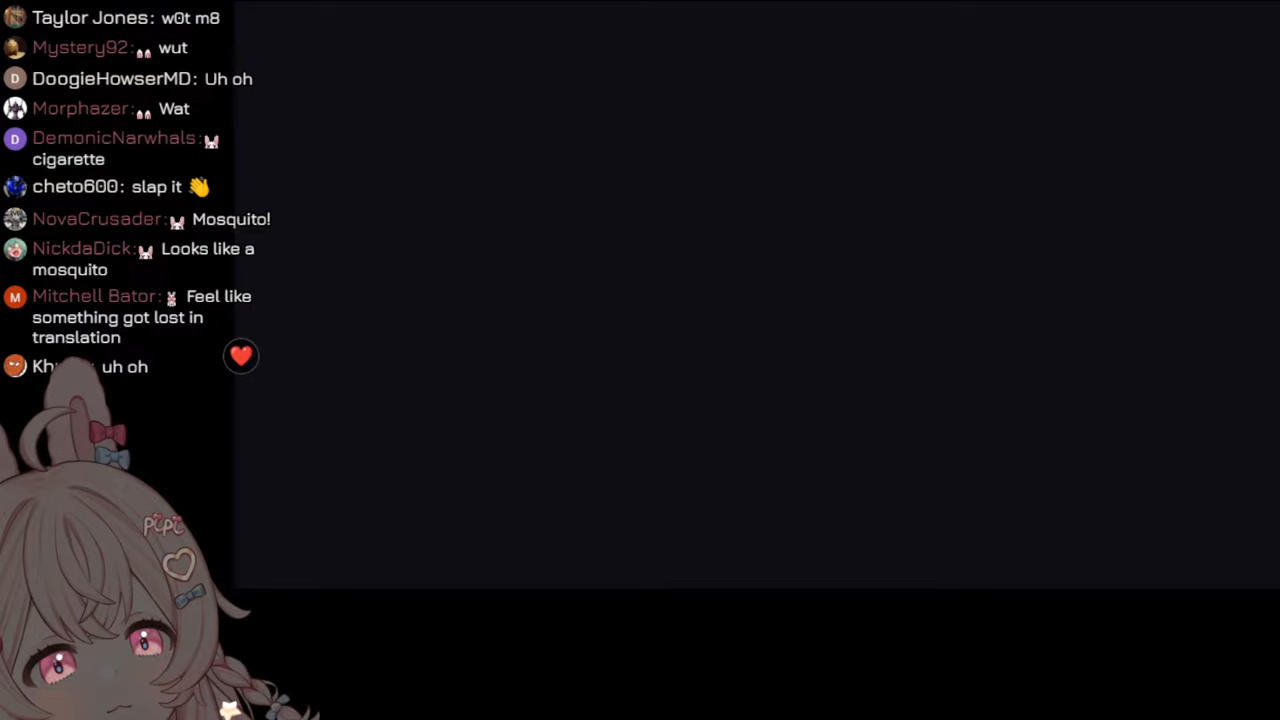 Taylor Jones: w0t m8
Mystery92: wut
D DoogieHowserMD: Uh oh
Morphazer: Wat
D DemonicNarwhals:
cigarette
cheto600: slap it 👋
NovaCrusader: Mosquito!
NickdaDick: Looks like a
mosquito
M Mitchell Bator: Feel like
something got lost in
translation
uh oh
PiPi